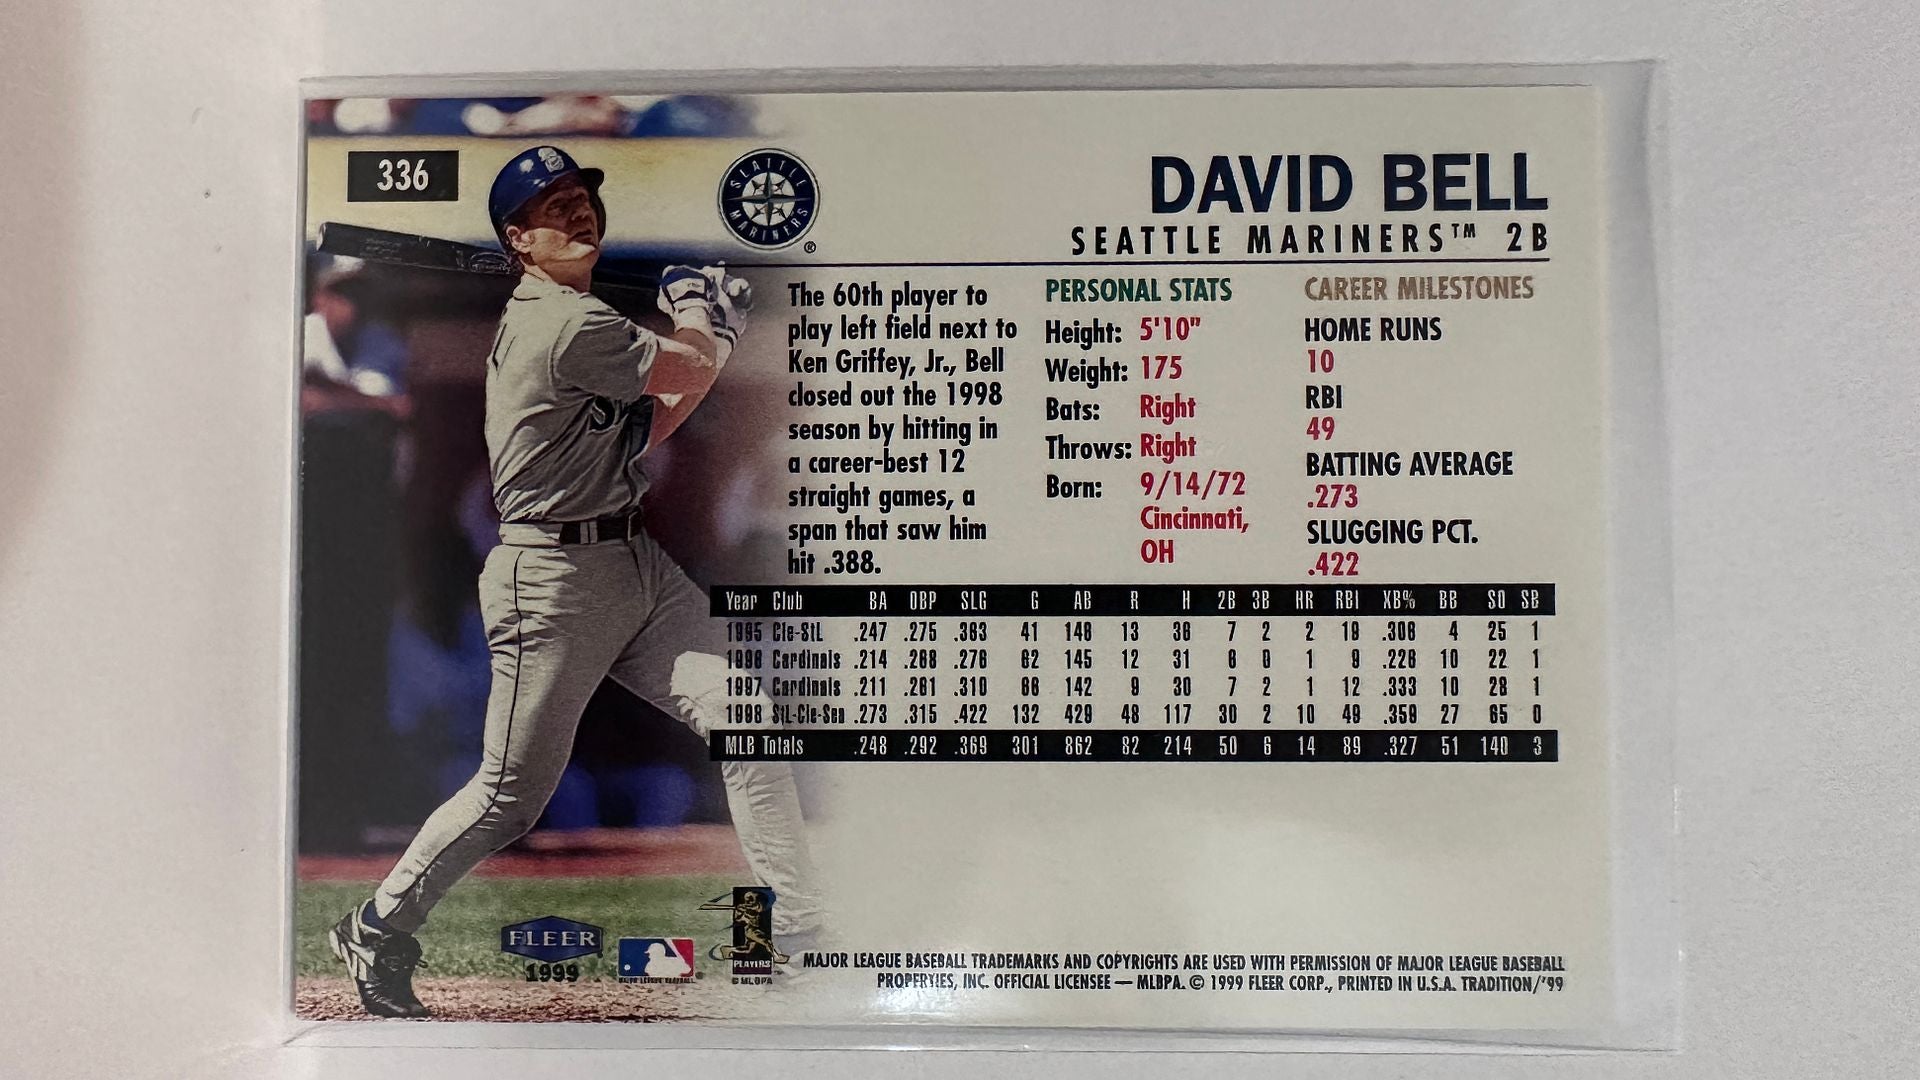 336
SEATTLE MARINERS
®
DAVID BELL
SEATTLE MARINERS™ 2B
The 60th player to
play left field next to
Ken Griffey, Jr., Bell
closed out the 1998
season by hitting in
a career-best 12
straight games, a
span that saw him
hit .388.
PERSONAL STATS
Height: 5'10"
Weight: 175
Bats: Right
Throws: Right
Born: 9/14/72
Cincinnati,
OH
CAREER MILESTONES
HOME RUNS
10
RBI
49
BATTING AVERAGE
.273
SLUGGING PCT.
.422
Year Club BA OBP SLG G AB R H 2B 3B HR RBI XB% BB SO SB
1995 Cle-StL .247 .275 .363 41 146 13 36 7 2 2 19 .306 4 25 1
1996 Cardinals .214 .268 .276 62 145 12 31 6 0 1 9 .226 10 22 1
1997 Cardinals .211 .261 .310 66 142 9 30 7 2 1 12 .333 10 28 1
1998 StL-Cle-Sea .273 .315 .422 132 429 48 117 30 2 10 49 .359 27 65 0
MLB Totals .248 .292 .369 301 862 82 214 50 6 14 89 .327 51 140 3
FLEER
1999
MAJOR LEAGUE BASEBALL
PLAYERS
© MLBPA
MAJOR LEAGUE BASEBALL TRADEMARKS AND COPYRIGHTS ARE USED WITH PERMISSION OF MAJOR LEAGUE BASEBALL
PROPERTIES, INC. OFFICIAL LICENSEE — MLBPA. © 1999 FLEER CORP., PRINTED IN U.S.A. TRADITION/'99